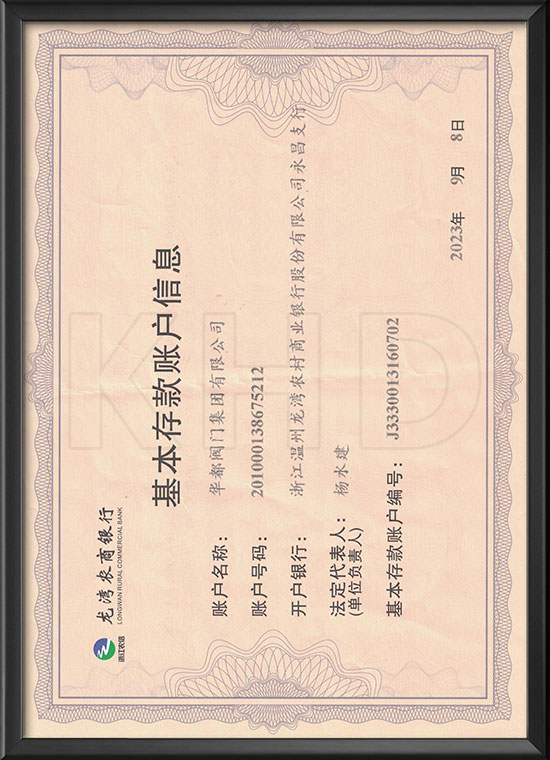 浙江农信
龙湾农商银行
LONGWAN RURAL COMMERCIAL BANK
基本存款账户信息
账户名称： 华都阀门集团有限公司
账户号码： 201000138675212
开户银行： 浙江温州龙湾农村商业银行股份有限公司永昌支行
法定代表人： 杨水建
(单位负责人)
基本存款账户编号： J3330013160702
2023年 9月 8日
KHD